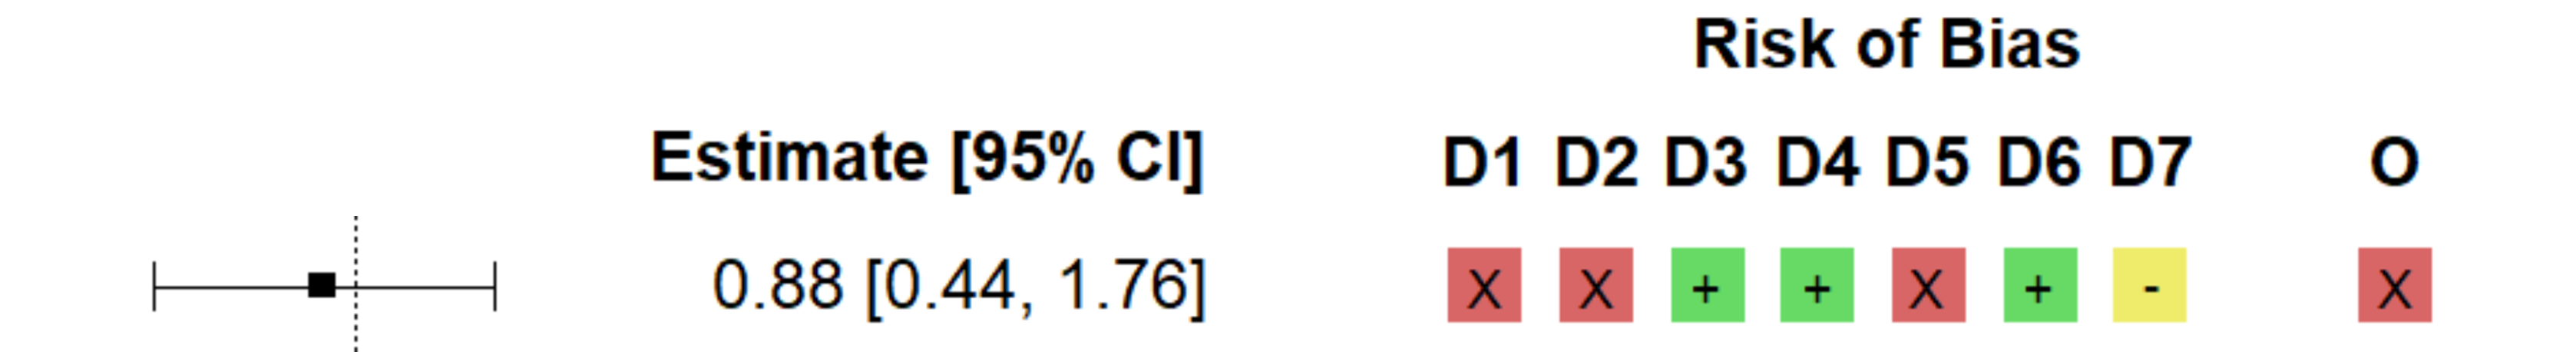 Risk of Bias
Estimate [95% CI] D1 D2 D3 D4 D5 D6 D7 O
0.88 [0.44, 1.76] X X + + X + - X